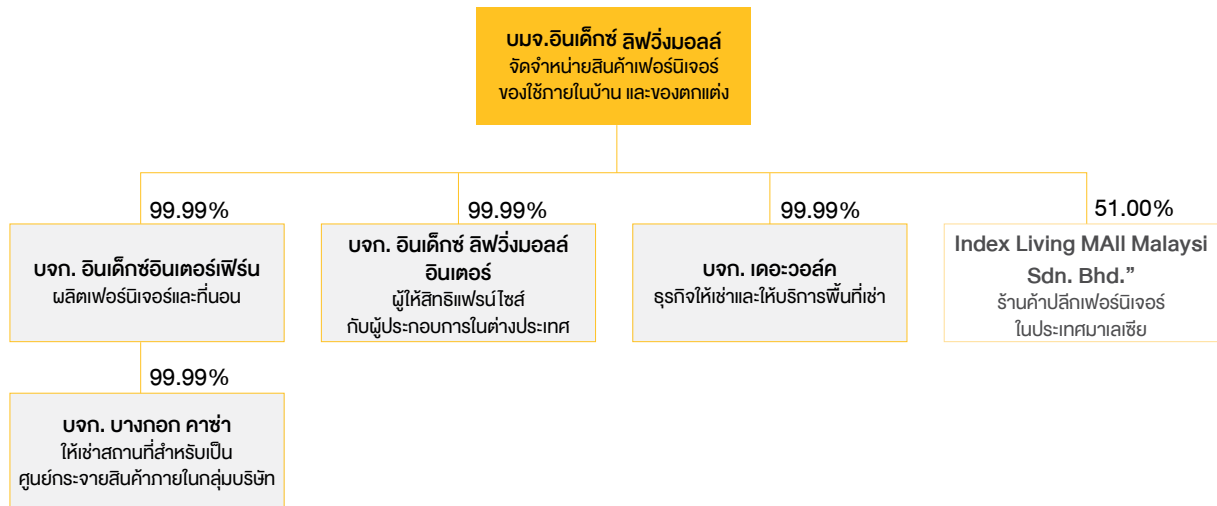 บมจ.อินเด็กซ์ ลิฟวิ่งมอลล์
จัดจำหน่ายสินค้าเฟอร์นิเจอร์
ของใช้ภายในบ้าน และของตกแต่ง
99.99%
บจก. อินเด็กซ์อินเตอร์เฟิร์น
ผลิตเฟอร์นิเจอร์และที่นอน
99.99%
บจก. อินเด็กซ์ ลิฟวิ่งมอลล์
อินเตอร์
ผู้ให้สิทธิแฟรนไชส์
กับผู้ประกอบการในต่างประเทศ
99.99%
บจก. เดอะวอล์ค
ธุรกิจให้เช่าและให้บริการพื้นที่เช่า
51.00%
Index Living MAll Malaysi
Sdn. Bhd.”
ร้านค้าปลีกเฟอร์นิเจอร์
ในประเทศมาเลเซีย
99.99%
บจก. บางกอก คาซ่า
ให้เช่าสถานที่สำหรับเป็น
ศูนย์กระจายสินค้าภายในกลุ่มบริษัท